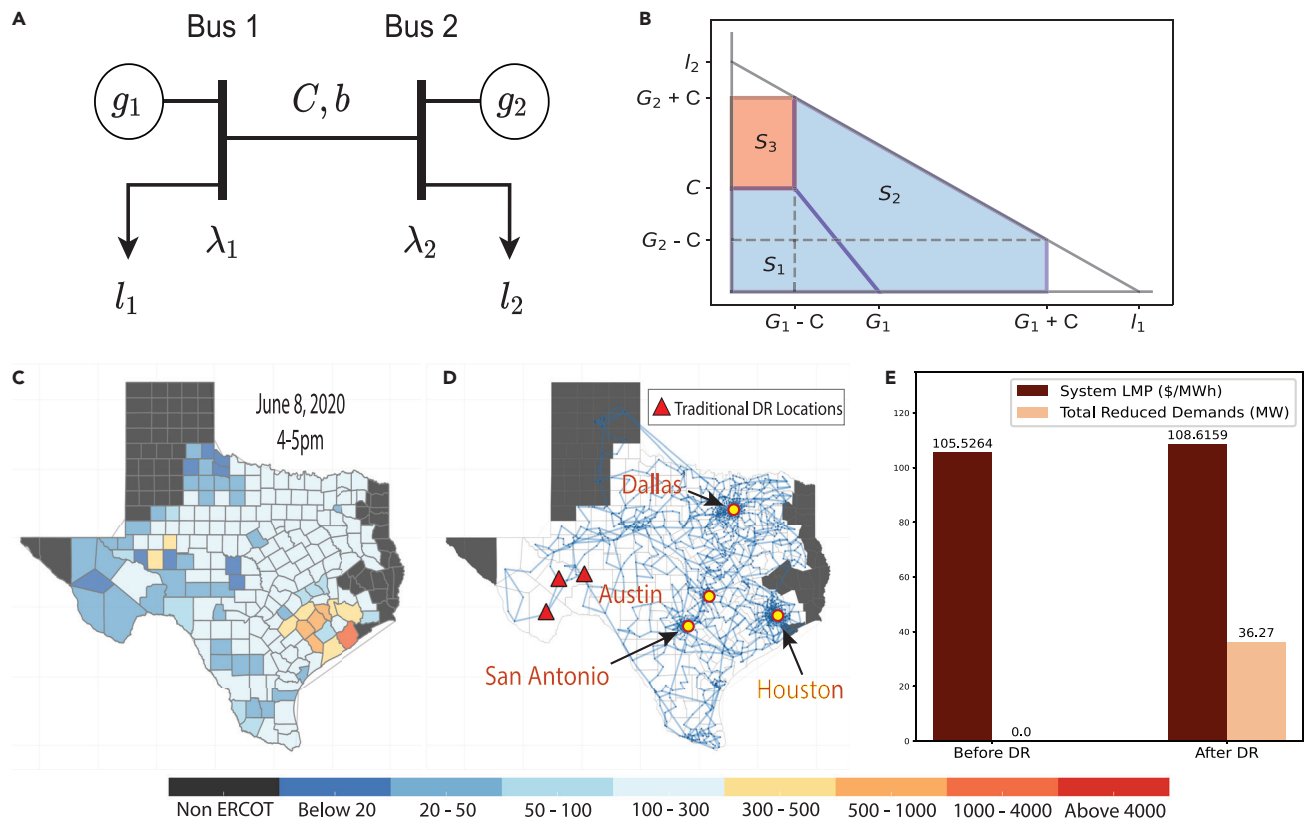 A
Bus 1
Bus 2
g₁
C, b
g₂
λ₁
λ₂
l₁
l₂
B
I₂
G₂ + C
C
G₂ - C
S₃
S₂
S₁
G₁ - C
G₁
G₁ + C
I₁
C
June 8, 2020
4-5pm
D
Traditional DR Locations
Dallas
Austin
San Antonio
Houston
E
System LMP ($/MWh)
Total Reduced Demands (MW)
120
100
80
60
40
20
0
105.5264
0.0
108.6159
36.27
Before DR
After DR
Non ERCOT
Below 20
20 - 50
50 - 100
100 - 300
300 - 500
500 - 1000
1000 - 4000
Above 4000